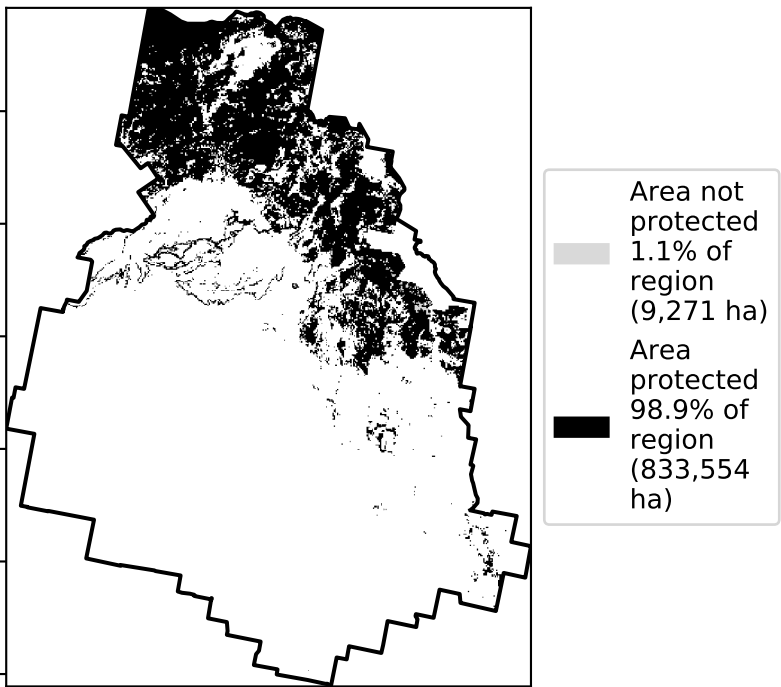 Area not
protected
1.1% of
region
(9,271 ha)
Area
protected
98.9% of
region
(833,554
ha)